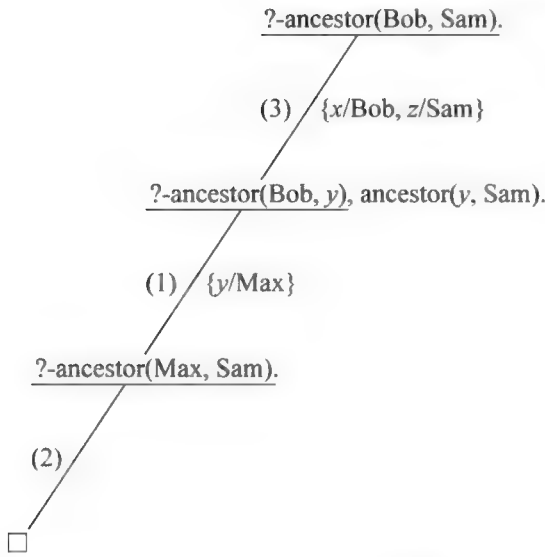 ?-ancestor(Bob, Sam).
(3) {x/Bob, z/Sam}
?-ancestor(Bob, y), ancestor(y, Sam).
(1) {y/Max}
?-ancestor(Max, Sam).
(2)
□